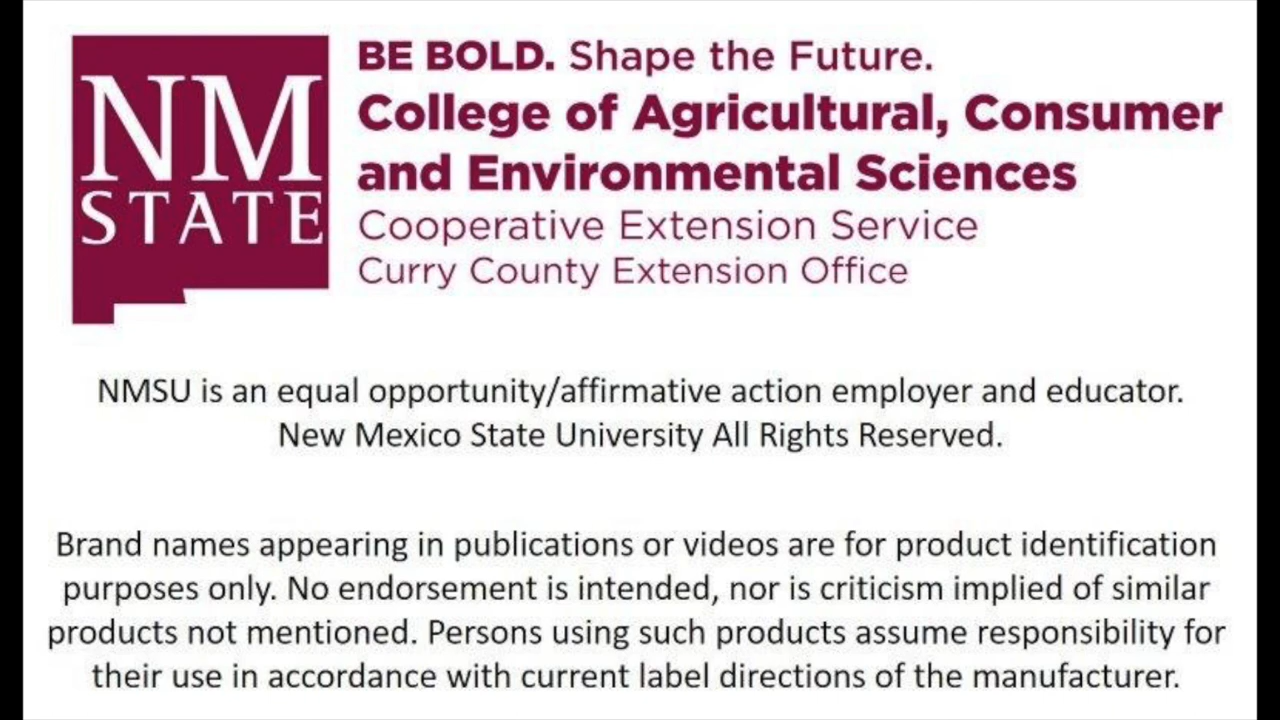 NM
STATE
BE BOLD. Shape the Future.
College of Agricultural, Consumer
and Environmental Sciences
Cooperative Extension Service
Curry County Extension Office
NMSU is an equal opportunity/affirmative action employer and educator.
New Mexico State University All Rights Reserved.
Brand names appearing in publications or videos are for product identification
purposes only. No endorsement is intended, nor is criticism implied of similar
products not mentioned. Persons using such products assume responsibility for
their use in accordance with current label directions of the manufacturer.